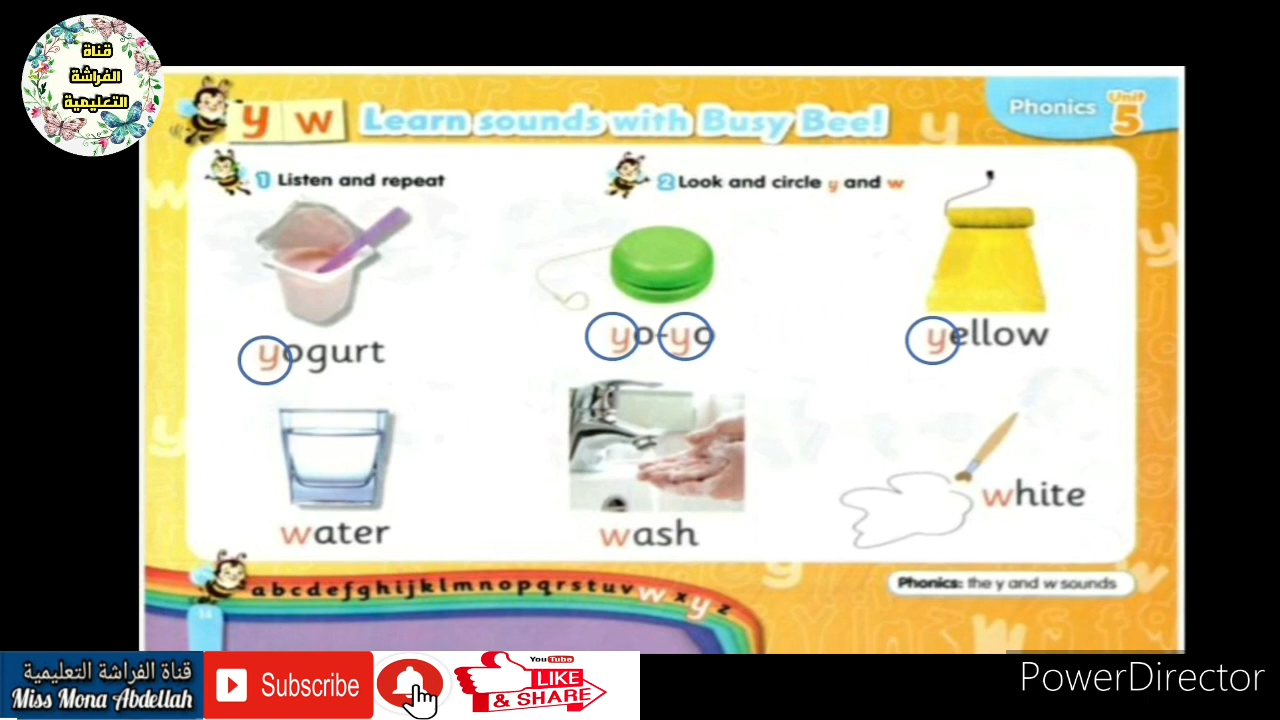 قناة
الفراشة
التعليمية
y w Learn sounds with Busy Bee!
Phonics Unit 5
1 Listen and repeat
2 Look and circle y and w
yogurt
yo-yo
yellow
water
wash
white
a b c d e f g h i j k l m n o p q r s t u v w x y z
Phonics: the y and w sounds
قناة الفراشة التعليمية
Miss Mona Abdellah
Subscribe
YouTube
LIKE
& SHARE
PowerDirector